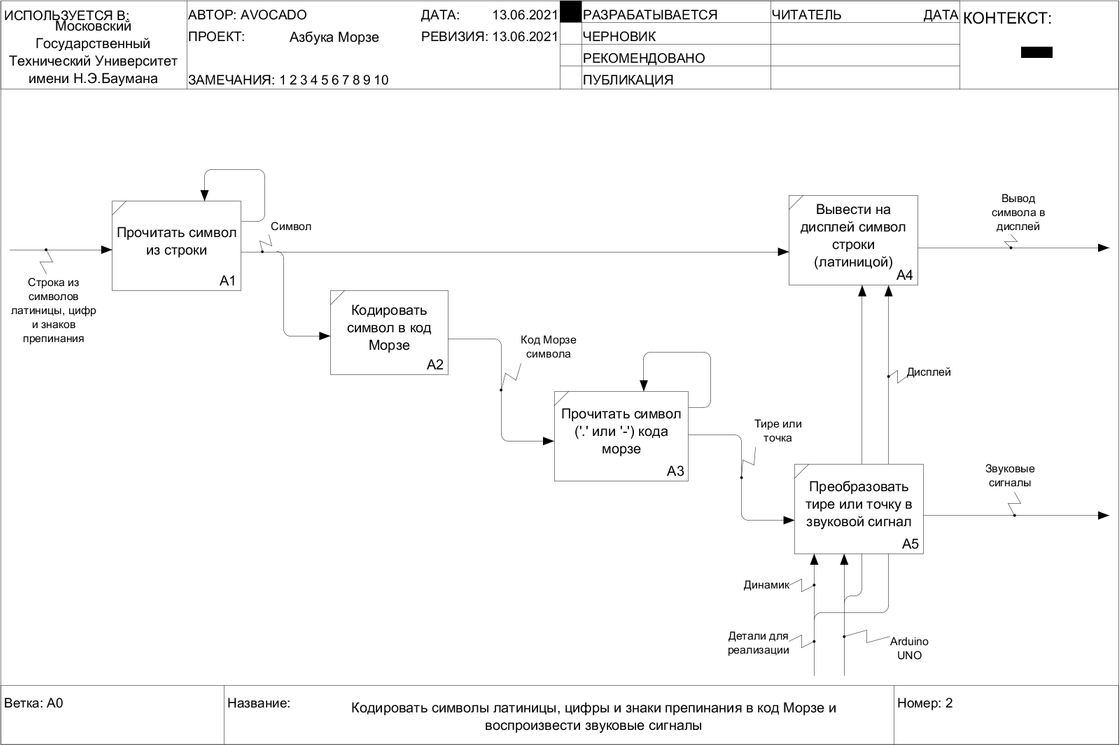 ИСПОЛЬЗУЕТСЯ В:
Московский
Государственный
Технический Университет
имени Н.Э.Баумана
АВТОР: AVOCADO
ДАТА: 13.06.2021
ПРОЕКТ: Азбука Морзе
РЕВИЗИЯ: 13.06.2021
ЗАМЕЧАНИЯ: 1 2 3 4 5 6 7 8 9 10
РАЗРАБАТЫВАЕТСЯ
ЧЕРНОВИК
РЕКОМЕНДОВАНО
ПУБЛИКАЦИЯ
ЧИТАТЕЛЬ
ДАТА
КОНТЕКСТ:
Строка из
символов
латиницы, цифр
и знаков
препинания
Прочитать символ
из строки
A1
Символ
Кодировать
символ в код
Морзе
A2
Код Морзе
символа
Прочитать символ
('.' или '-') кода
морзе
A3
Тире или
точка
Вывести на
дисплей символ
строки
(латиницой)
A4
Вывод
символа в
дисплей
Дисплей
Преобразовать
тире или точку в
звуковой сигнал
A5
Звуковые
сигналы
Динамик
Детали для
реализации
Arduino
UNO
Ветка: A0
Название:
Кодировать символы латиницы, цифры и знаки препинания в код Морзе и
воспроизвести звуковые сигналы
Номер: 2